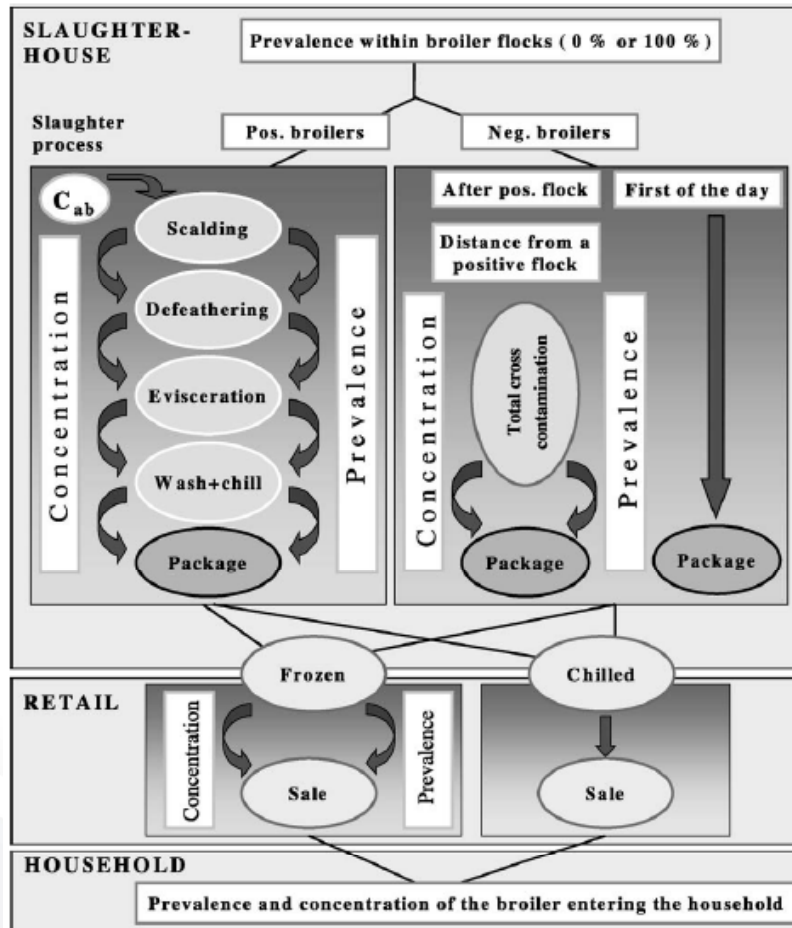 SLAUGHTER-
HOUSE
Prevalence within broiler flocks ( 0 % or 100 % )
Slaughter
process
Pos. broilers
Neg. broilers
C ab
Scalding
Defeathering
Evisceration
Wash+chill
Package
Concentration
Prevalence
After pos. flock
First of the day
Distance from a
positive flock
Concentration
Total cross
contamination
Prevalence
Package
Package
Frozen
Chilled
RETAIL
Concentration
Prevalence
Sale
Sale
HOUSEHOLD
Prevalence and concentration of the broiler entering the household